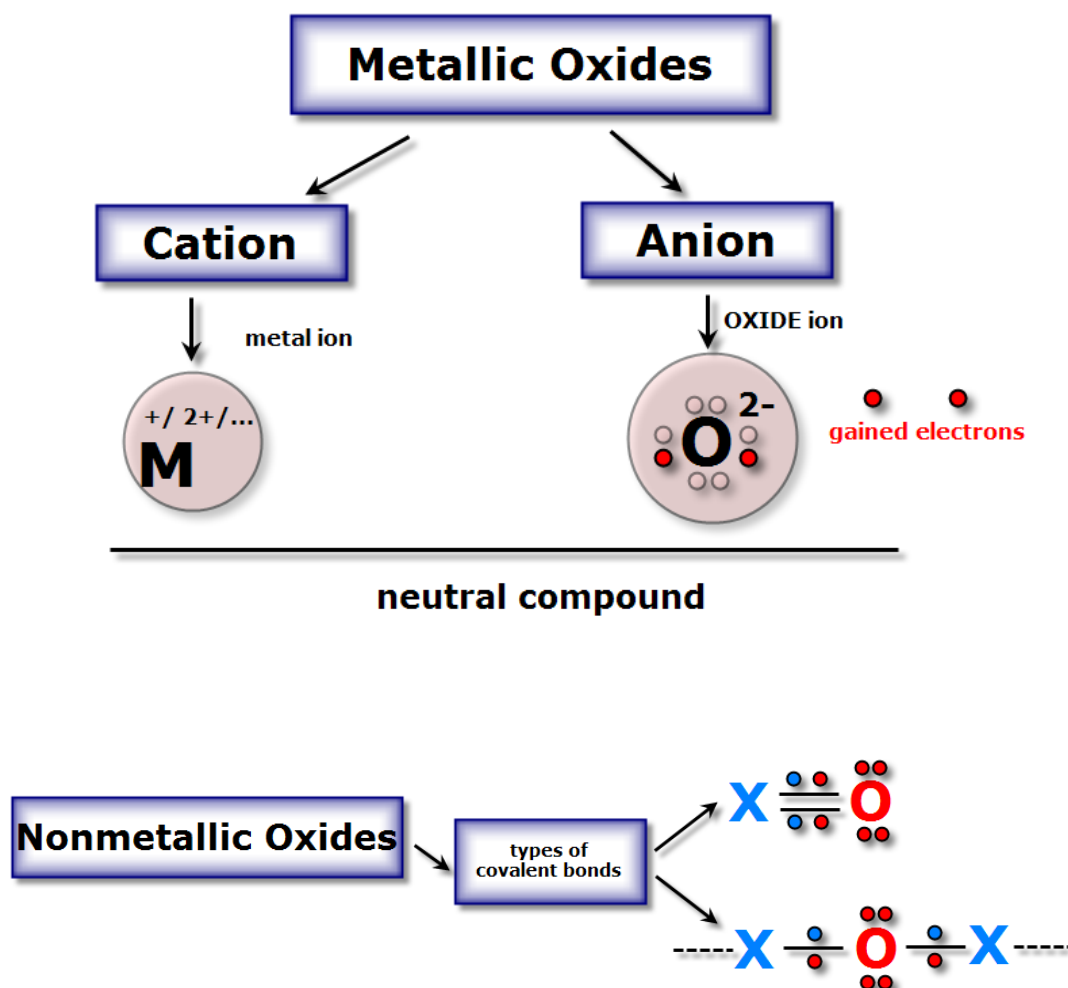 Metallic Oxides
Cation
Anion
metal ion
OXIDE ion
+/ 2+/...
M
2-
O
gained electrons
neutral compound
Nonmetallic Oxides
types of
covalent bonds
X O
X O X